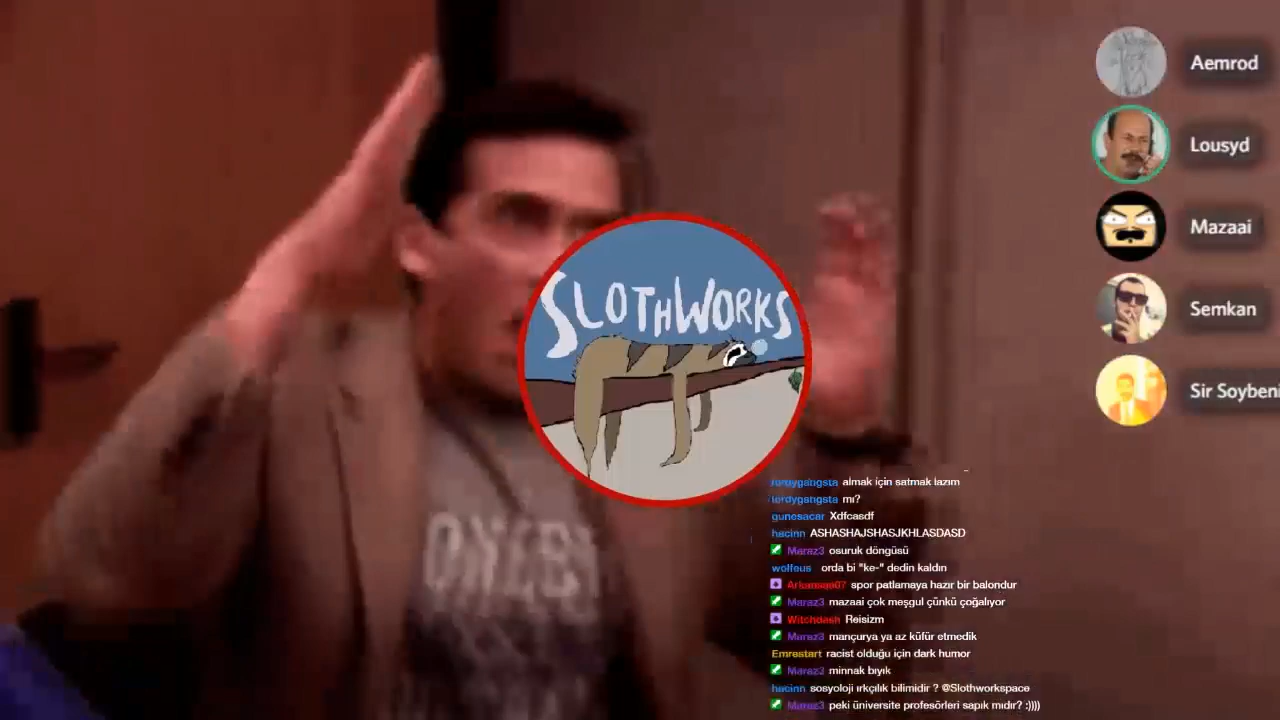 Aemrod
Lousyd
Mazaai
Semkan
Sir Soybeni
SLOTHWORKS
almak için satmak lazım
lerdygangsta mı?
gunesacar Xdfcasdf
hacinn ASHASHAJSHASJKHLASDASD
Maraz3 osuruk döngüsü
wolfeus orda bi "ke-" dedin kaldın
Arkansas07 spor patlamaya hazır bir balondur
Maraz3 mazaai çok meşgul çünkü çoğalıyor
Witchdash Reisizm
Maraz3 mançurya ya az küfür etmedik
Emrestart racist olduğu için dark humor
Maraz3 minnak bıyık
hacinn sosyoloji ırkçılık bilimidir ? @Slothworkspace
Maraz3 peki üniversite profesörleri sapık mıdır? :))))